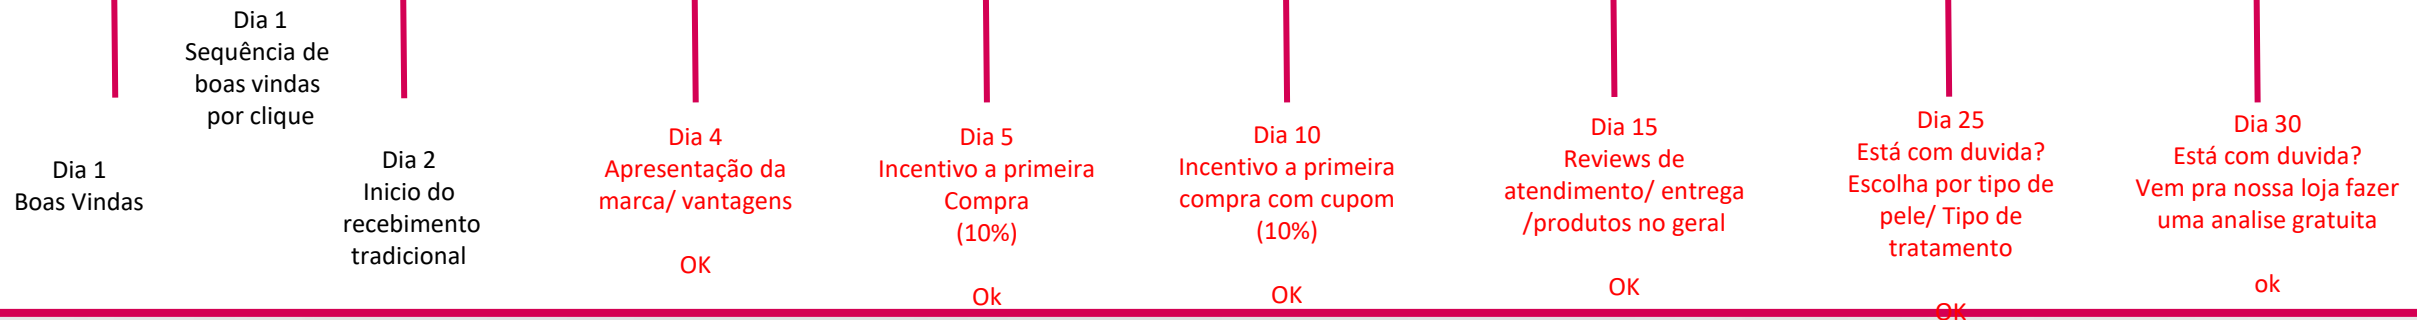 Dia 1
Boas Vindas
Dia 1
Sequência de
boas vindas
por clique
Dia 2
Inicio do
recebimento
tradicional
Dia 4
Apresentação da
marca/ vantagens
OK
Dia 5
Incentivo a primeira
Compra
(10%)
Ok
Dia 10
Incentivo a primeira
compra com cupom
(10%)
OK
Dia 15
Reviews de
atendimento/ entrega
/produtos no geral
OK
Dia 25
Está com duvida?
Escolha por tipo de
pele/ Tipo de
tratamento
OK
Dia 30
Está com duvida?
Vem pra nossa loja fazer
uma analise gratuita
ok